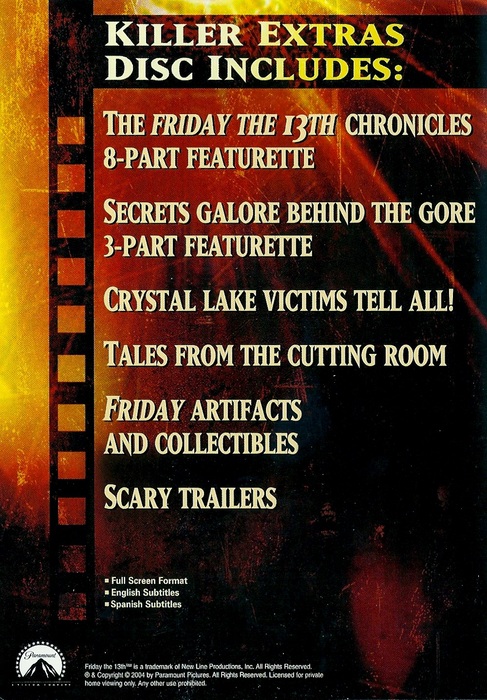 KILLER EXTRAS
DISC INCLUDES:
THE FRIDAY THE 13TH CHRONICLES
8-PART FEATURETTE
SECRETS GALORE BEHIND THE GORE
3-PART FEATURETTE
CRYSTAL LAKE VICTIMS TELL ALL!
TALES FROM THE CUTTING ROOM
FRIDAY ARTIFACTS
AND COLLECTIBLES
SCARY TRAILERS
▪ Full Screen Format
▪ English Subtitles
▪ Spanish Subtitles
Paramount
Friday the 13th™ is a trademark of New Line Productions, Inc. All Rights Reserved.
® & Copyright © 2004 by Paramount Pictures. All Rights Reserved. Licensed for private
home viewing only. Any other use prohibited.